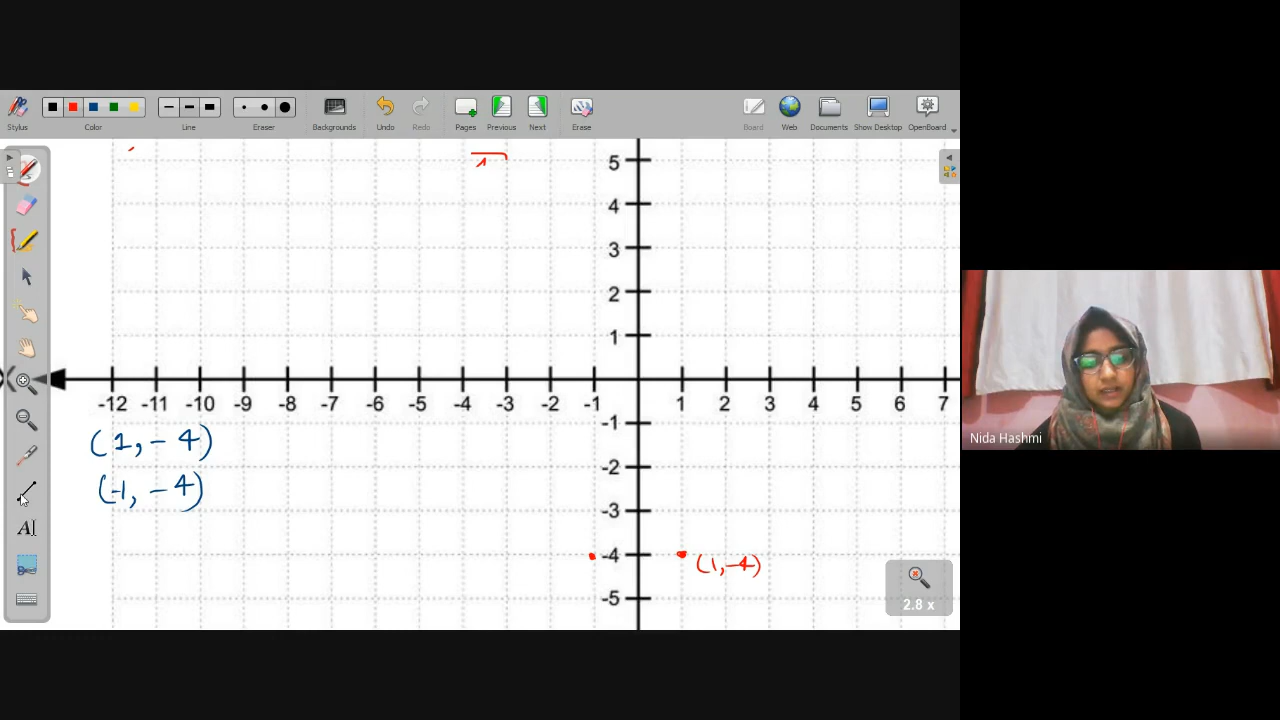 Stylus Color Line Eraser Backgrounds Undo Redo Pages Previous Next Erase Board Web Documents Show Desktop OpenBoard
1
5
4
3
2
1
-12 -11 -10 -9 -8 -7 -6 -5 -4 -3 -2 -1 1 2 3 4 5 6 7
(1, -4)
-1
-2
(-1, -4)
-3
-4 (1, -4)
-5
A
2.8 x
Nida Hashmi